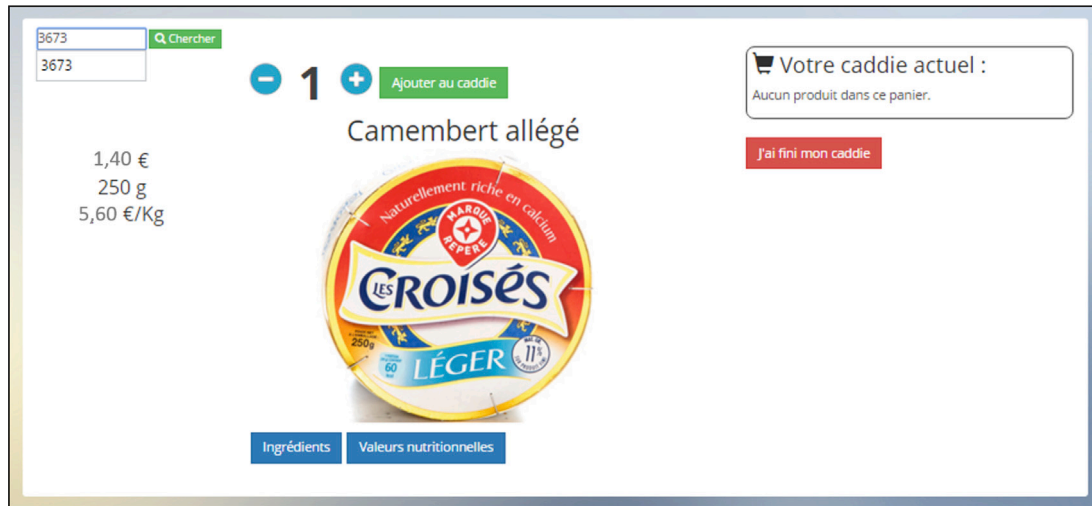 3673
Chercher
3673
1
Ajouter au caddie
Votre caddie actuel :
Aucun produit dans ce panier.
J'ai fini mon caddie
Camembert allégé
1,40 €
250 g
5,60 €/Kg
Naturellement riche en calcium
MARQUE
REPÈRE
LES
CROISÉS
250g
60
LÉGER
11%
Ingrédients
Valeurs nutritionnelles